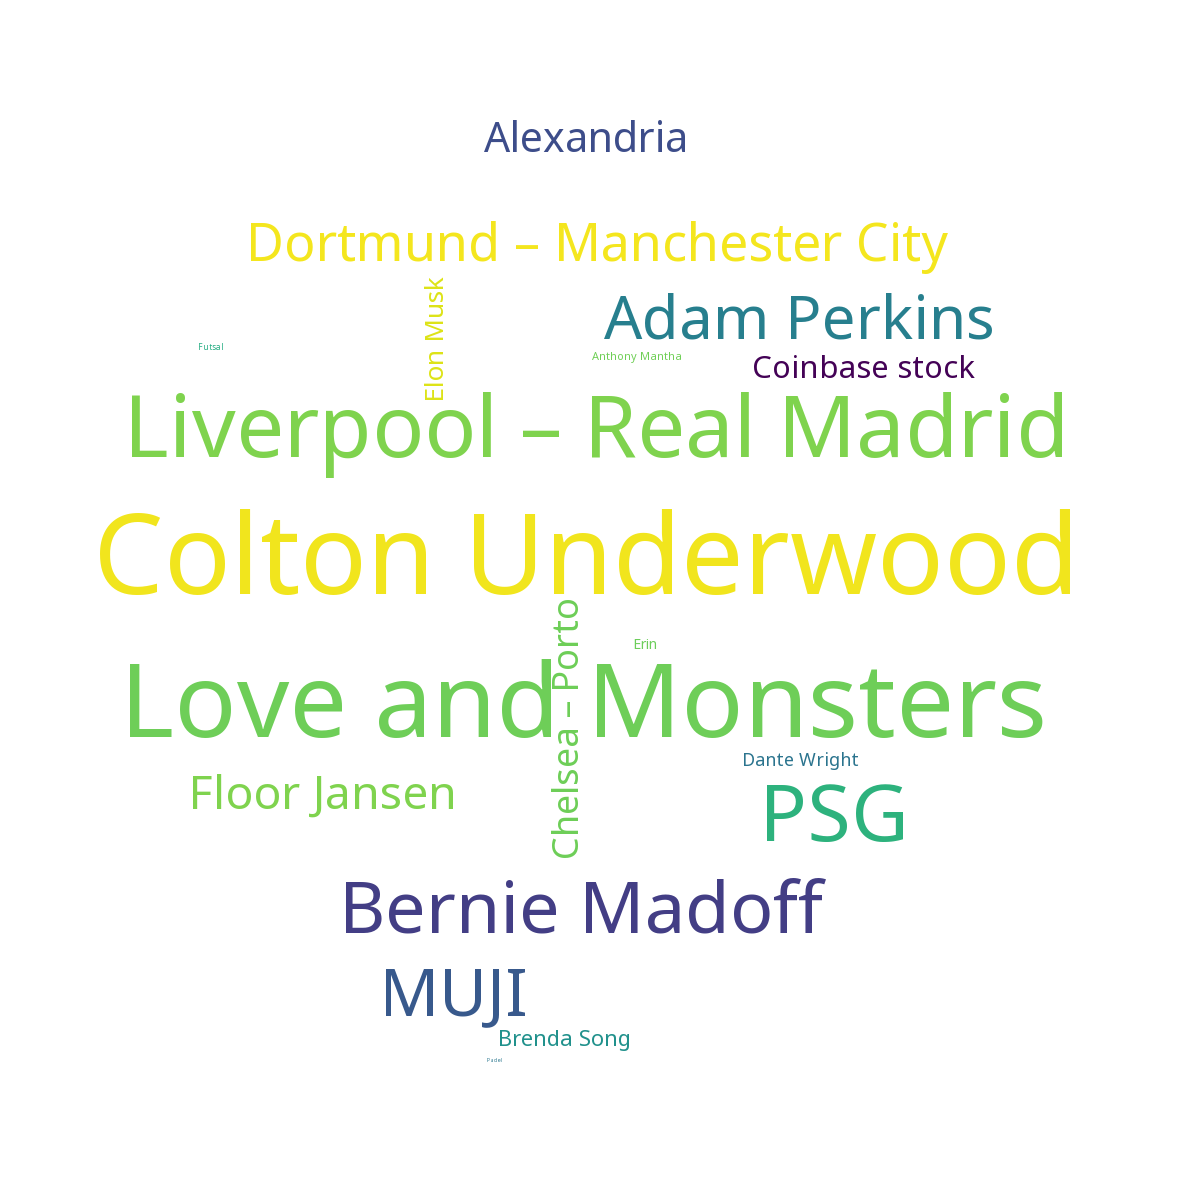 Alexandria
Dortmund – Manchester City
Elon Musk
Adam Perkins
Futsal
Anthony Mantha
Coinbase stock
Liverpool – Real Madrid
Colton Underwood
Chelsea – Porto
Erin
Love and Monsters
Dante Wright
Floor Jansen
PSG
Bernie Madoff
MUJI
Brenda Song
Padel